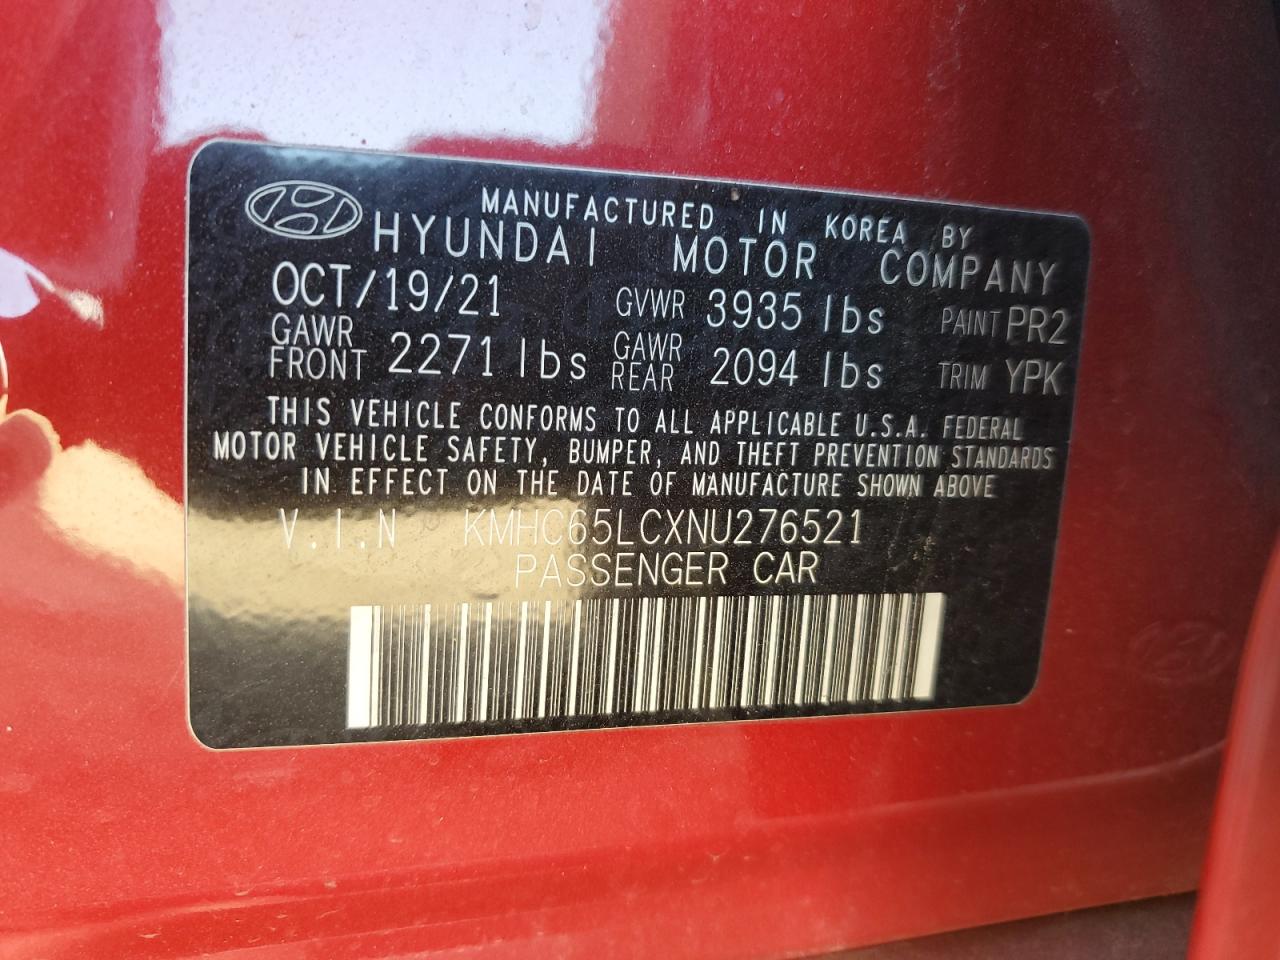 MANUFACTURED IN KOREA BY
HYUNDAI MOTOR COMPANY
OCT/19/21 GVWR 3935 lbs PAINT PR2
GAWR FRONT 2271 lbs GAWR REAR 2094 lbs TRIM YPK
THIS VEHICLE CONFORMS TO ALL APPLICABLE U.S.A. FEDERAL
MOTOR VEHICLE SAFETY, BUMPER, AND THEFT PREVENTION STANDARDS
IN EFFECT ON THE DATE OF MANUFACTURE SHOWN ABOVE
V.I.N KMHC65LCXNU276521
PASSENGER CAR